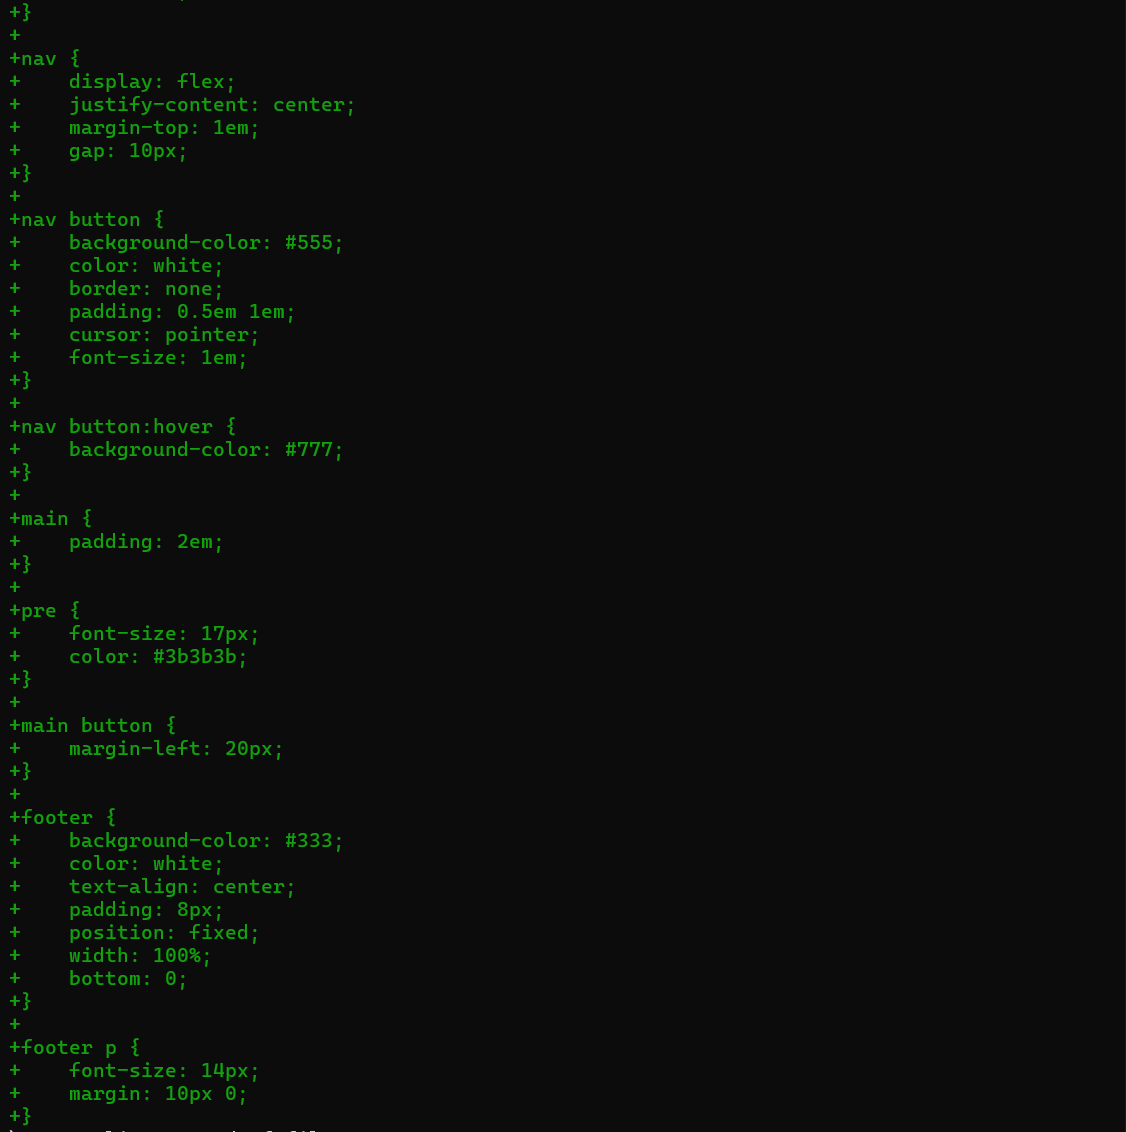 +}
+
+nav {
+    display: flex;
+    justify-content: center;
+    margin-top: 1em;
+    gap: 10px;
+}
+
+nav button {
+    background-color: #555;
+    color: white;
+    border: none;
+    padding: 0.5em 1em;
+    cursor: pointer;
+    font-size: 1em;
+}
+
+nav button:hover {
+    background-color: #777;
+}
+
+main {
+    padding: 2em;
+}
+
+pre {
+    font-size: 17px;
+    color: #3b3b3b;
+}
+
+main button {
+    margin-left: 20px;
+}
+
+footer {
+    background-color: #333;
+    color: white;
+    text-align: center;
+    padding: 8px;
+    position: fixed;
+    width: 100%;
+    bottom: 0;
+}
+
+footer p {
+    font-size: 14px;
+    margin: 10px 0;
+}